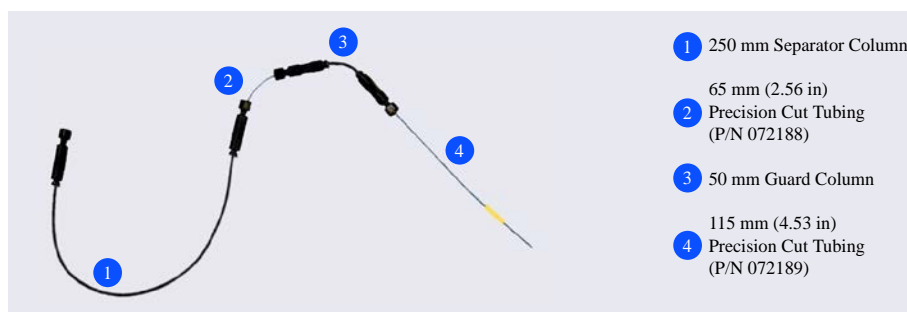 3
2
4
1
1 250 mm Separator Column
65 mm (2.56 in)
2 Precision Cut Tubing
(P/N 072188)
3 50 mm Guard Column
115 mm (4.53 in)
4 Precision Cut Tubing
(P/N 072189)